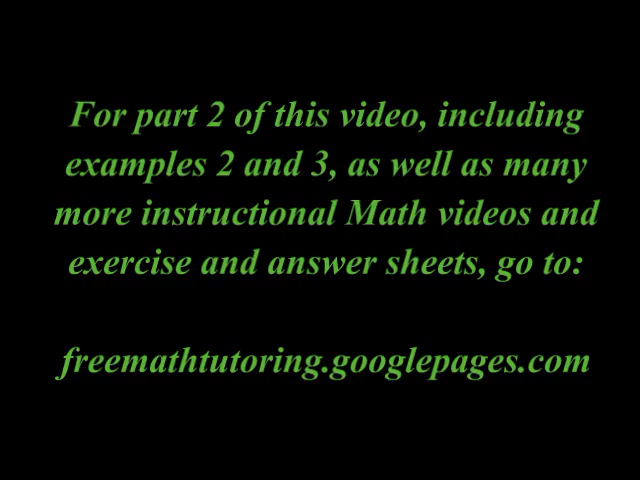 For part 2 of this video, including
examples 2 and 3, as well as many
more instructional Math videos and
exercise and answer sheets, go to:
freemathtutoring.googlepages.com